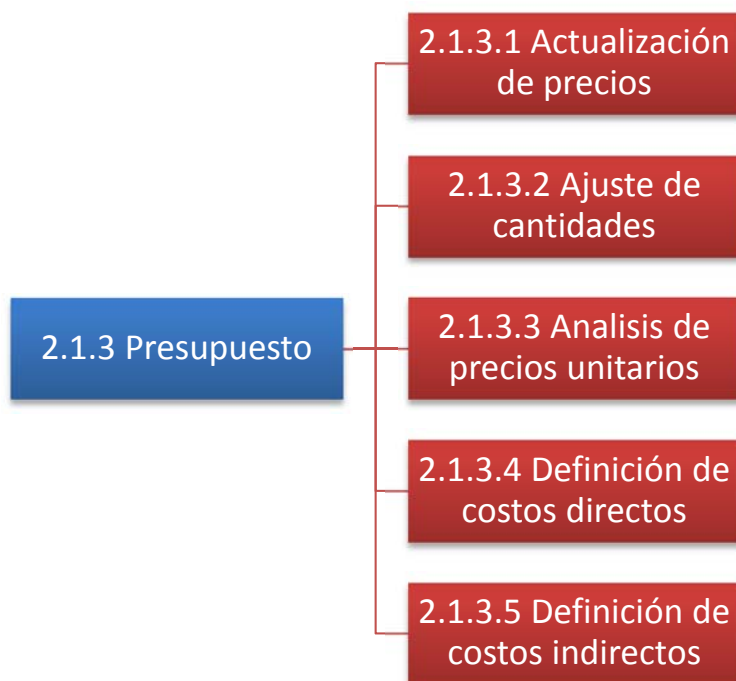 2.1.3.1 Actualización
de precios
2.1.3.2 Ajuste de
cantidades
2.1.3 Presupuesto
2.1.3.3 Analisis de
precios unitarios
2.1.3.4 Definición de
costos directos
2.1.3.5 Definición de
costos indirectos